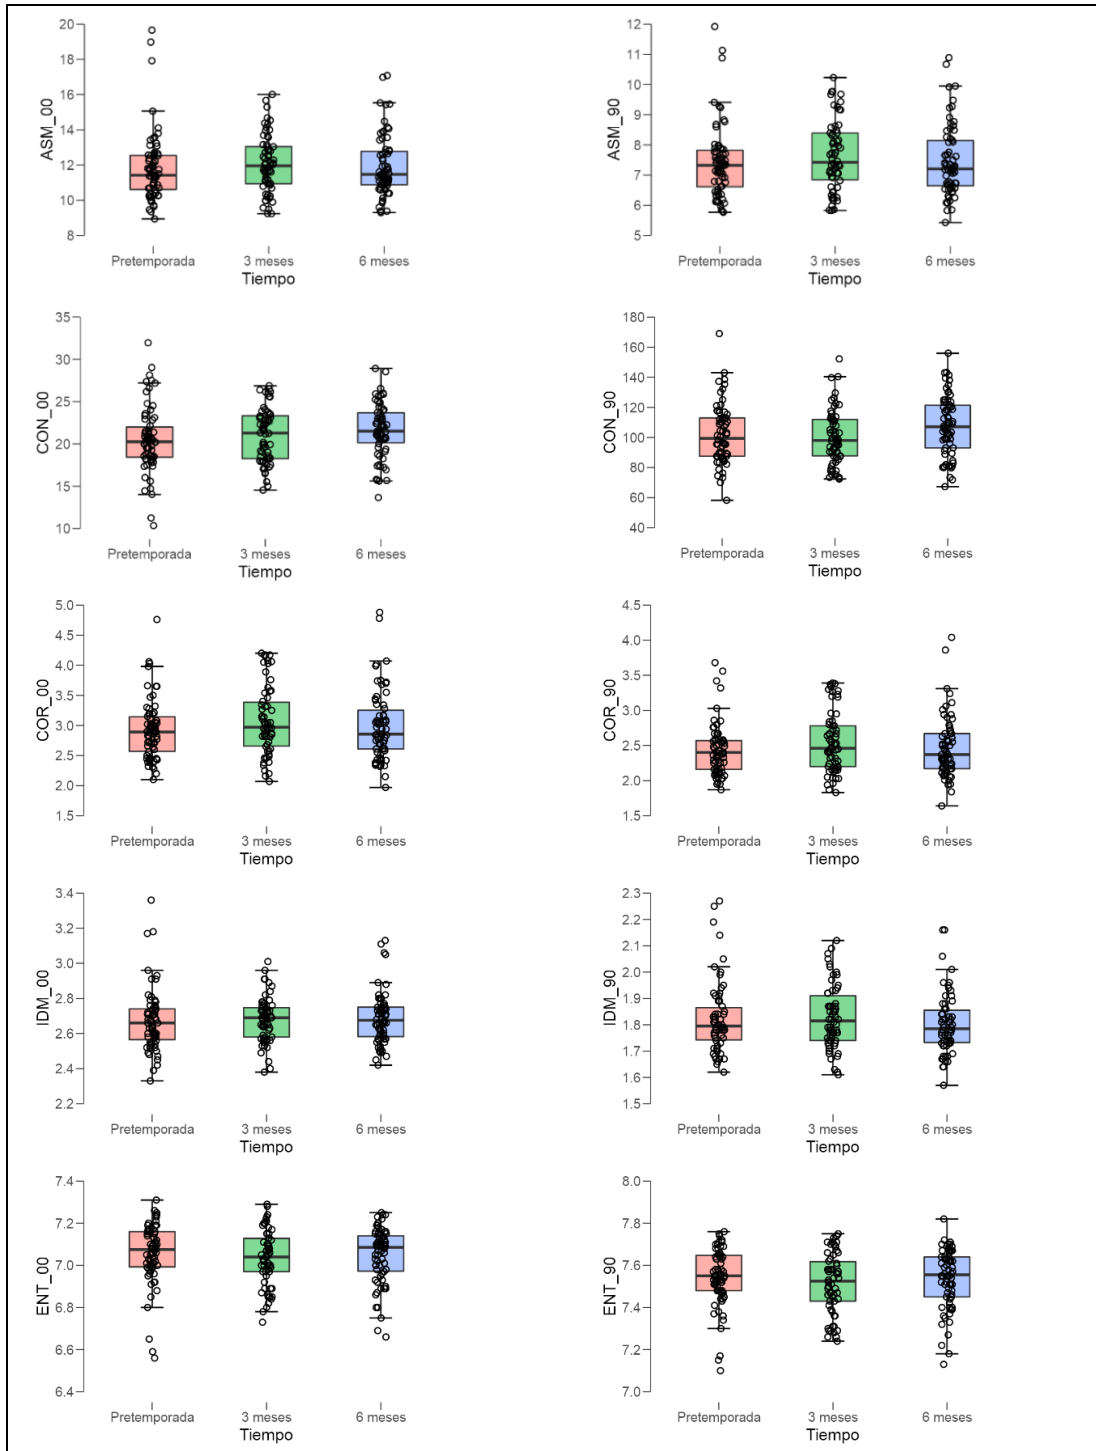 20
18
16
14
12
10
8
ASM_00
Pretemporada 3 meses 6 meses
Tiempo
12
11
10
9
8
7
6
5
ASM_90
Pretemporada 3 meses 6 meses
Tiempo
35
30
25
20
15
10
CON_00
Pretemporada 3 meses 6 meses
Tiempo
180
160
140
120
100
80
60
40
CON_90
Pretemporada 3 meses 6 meses
Tiempo
5.0
4.5
4.0
3.5
3.0
2.5
2.0
1.5
COR_00
Pretemporada 3 meses 6 meses
Tiempo
4.5
4.0
3.5
3.0
2.5
2.0
1.5
COR_90
Pretemporada 3 meses 6 meses
Tiempo
3.4
3.2
3.0
2.8
2.6
2.4
2.2
IDM_00
Pretemporada 3 meses 6 meses
Tiempo
2.3
2.2
2.1
2.0
1.9
1.8
1.7
1.6
1.5
IDM_90
Pretemporada 3 meses 6 meses
Tiempo
7.4
7.2
7.0
6.8
6.6
6.4
ENT_00
Pretemporada 3 meses 6 meses
Tiempo
8.0
7.8
7.6
7.4
7.2
7.0
ENT_90
Pretemporada 3 meses 6 meses
Tiempo